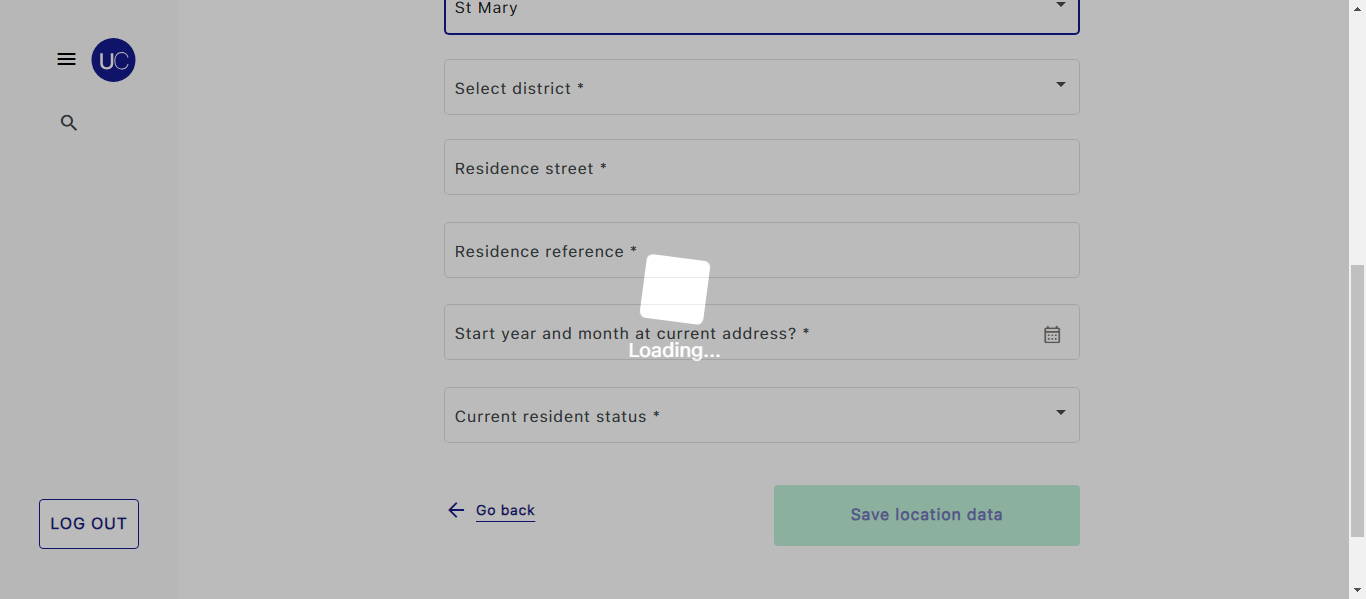 St Mary
UC
Select district *
Residence street *
Residence reference *
Start year and month at current address? *
Loading...
Current resident status *
Go back
Save location data
LOG OUT